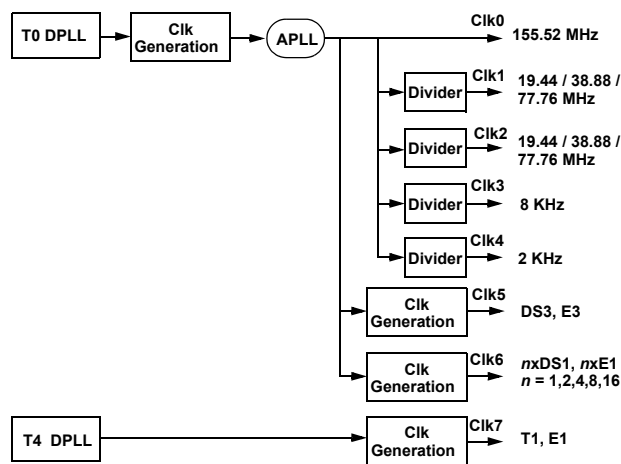 Clk0
T0 DPLL
Clk
Generation
APLL
155.52 MHz
Clk1
Divider
19.44 / 38.88 /
77.76 MHz
Clk2
Divider
19.44 / 38.88 /
77.76 MHz
Clk3
Divider
8 KHz
Clk4
Divider
2 KHz
Clk5
Clk
Generation
DS3, E3
Clk6
Clk
Generation
nxDS1, nxE1
n = 1,2,4,8,16
Clk7
T4 DPLL
Clk
Generation
T1, E1